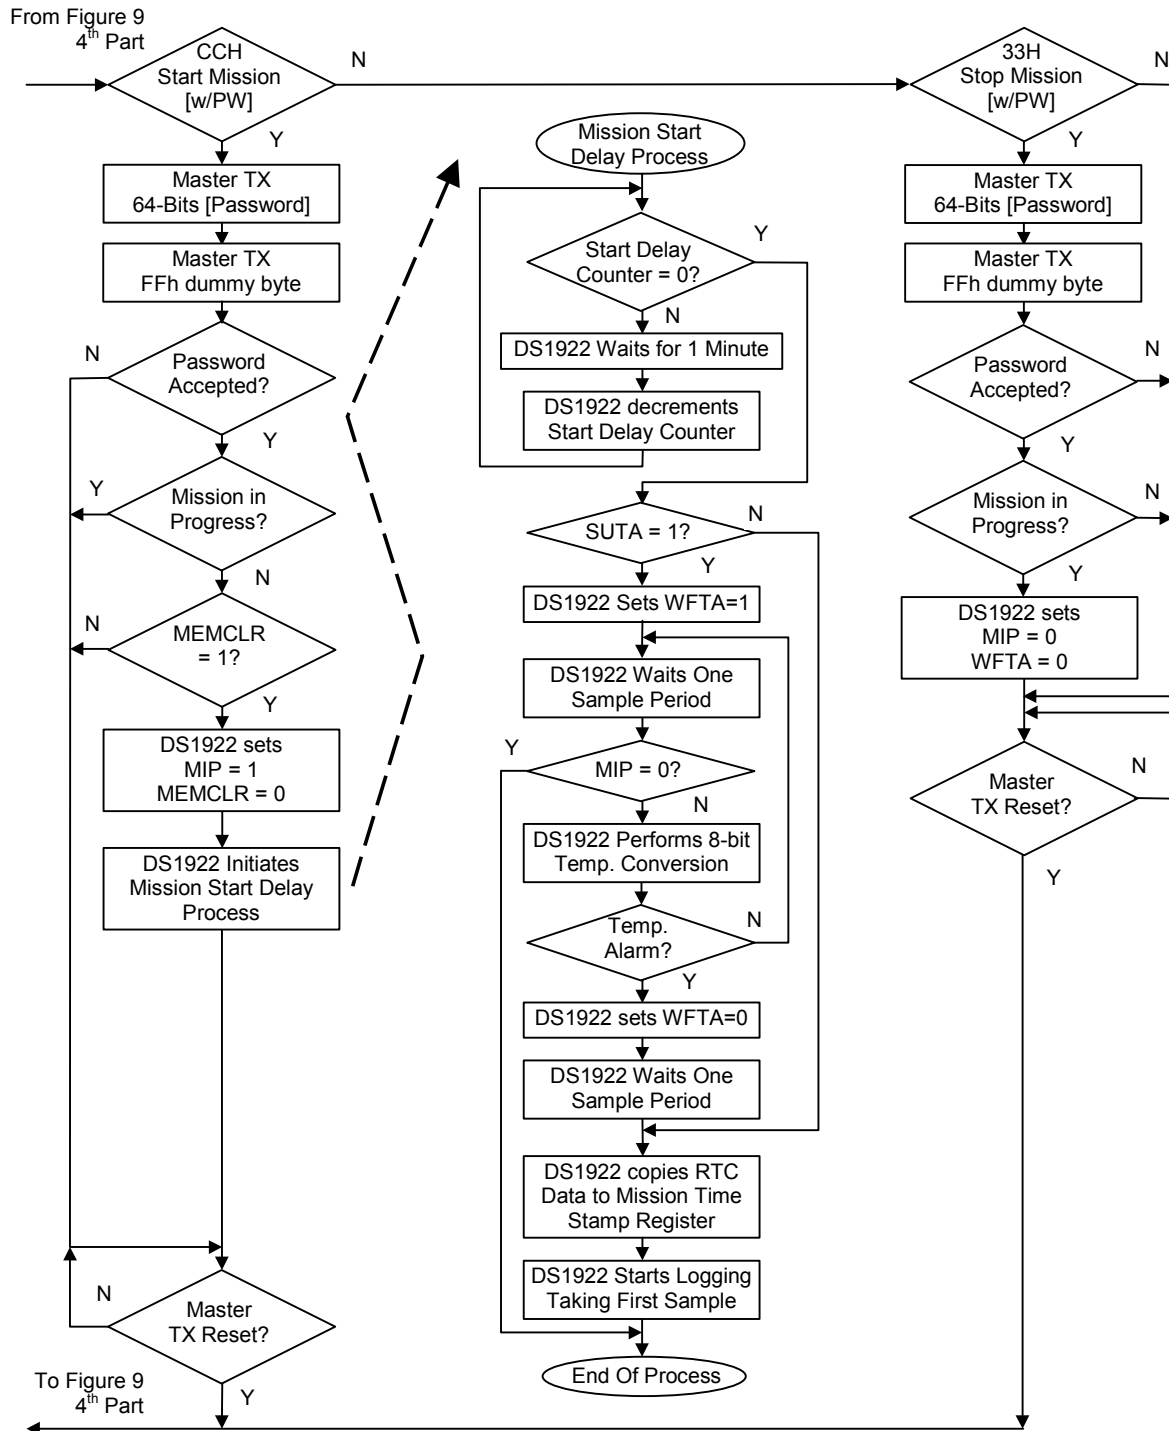 From Figure 9
4th Part
CCH
Start Mission
[w/PW]
N
Y
Master TX
64-Bits [Password]
Master TX
FFh dummy byte
N
Password
Accepted?
Y
Y
Mission in
Progress?
N
N
MEMCLR
= 1?
Y
DS1922 sets
MIP = 1
MEMCLR = 0
DS1922 Initiates
Mission Start Delay
Process
N
Master
TX Reset?
Y
To Figure 9
4th Part
Mission Start
Delay Process
Start Delay
Counter = 0?
Y
N
DS1922 Waits for 1 Minute
DS1922 decrements
Start Delay Counter
SUTA = 1?
N
Y
DS1922 Sets WFTA=1
DS1922 Waits One
Sample Period
Y
MIP = 0?
N
DS1922 Performs 8-bit
Temp. Conversion
Temp.
Alarm?
N
Y
DS1922 sets WFTA=0
DS1922 Waits One
Sample Period
DS1922 copies RTC
Data to Mission Time
Stamp Register
DS1922 Starts Logging
Taking First Sample
End Of Process
33H
Stop Mission
[w/PW]
N
Y
Master TX
64-Bits [Password]
Master TX
FFh dummy byte
Password
Accepted?
N
Y
Mission in
Progress?
N
Y
DS1922 sets
MIP = 0
WFTA = 0
Master
TX Reset?
N
Y